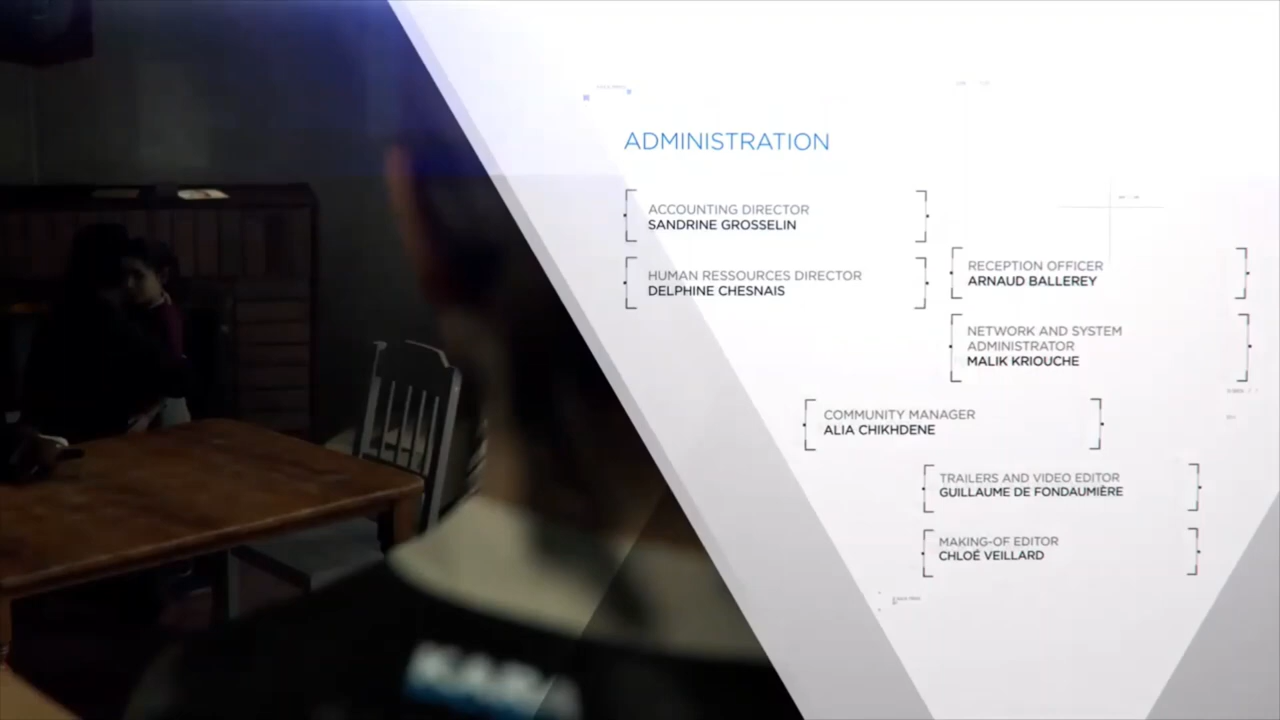 ADMINISTRATION
ACCOUNTING DIRECTOR
SANDRINE GROSSELIN
HUMAN RESSOURCES DIRECTOR
DELPHINE CHESNAIS
RECEPTION OFFICER
ARNAUD BALLEREY
NETWORK AND SYSTEM
ADMINISTRATOR
MALIK KRIOUCHE
COMMUNITY MANAGER
ALIA CHIKHDENE
TRAILERS AND VIDEO EDITOR
GUILLAUME DE FONDAUMIÈRE
MAKING-OF EDITOR
CHLOÉ VEILLARD
KARA